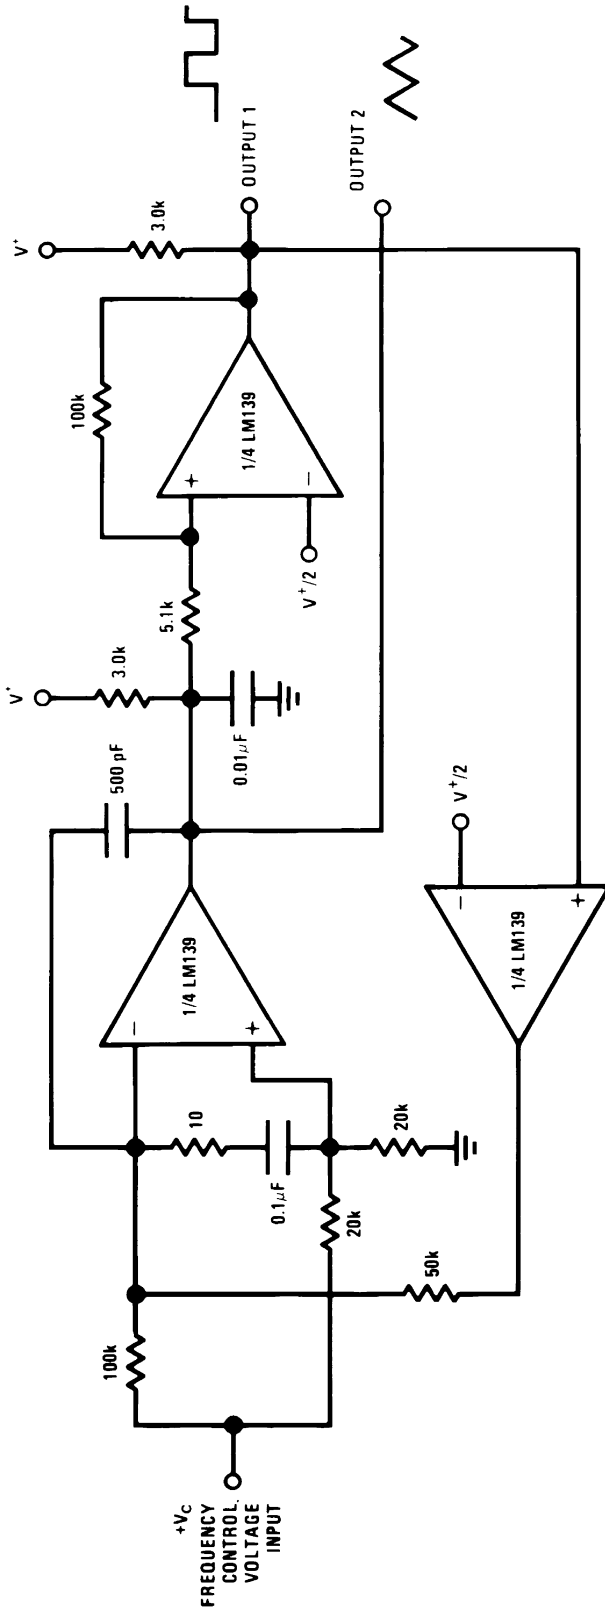 +VC
FREQUENCY
CONTROL.
VOLTAGE
INPUT
100k
50k
20k
0.1μF
10
20k
500 pF
1/4 LM139
−
+
V+
3.0k
0.01μF
5.1k
100k
V+/2
1/4 LM139
+
−
V+
3.0k
OUTPUT 1
OUTPUT 2
V+/2
1/4 LM139
−
+